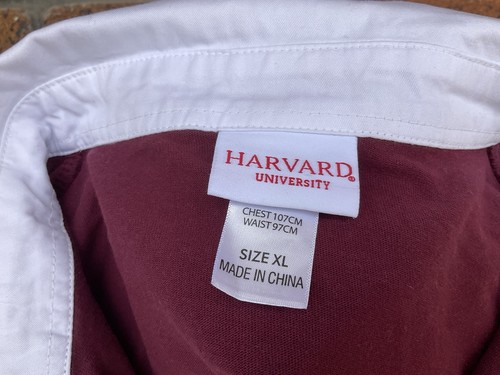 HARVARD®
UNIVERSITY
CHEST 107CM
WAIST 97CM
SIZE XL
MADE IN CHINA